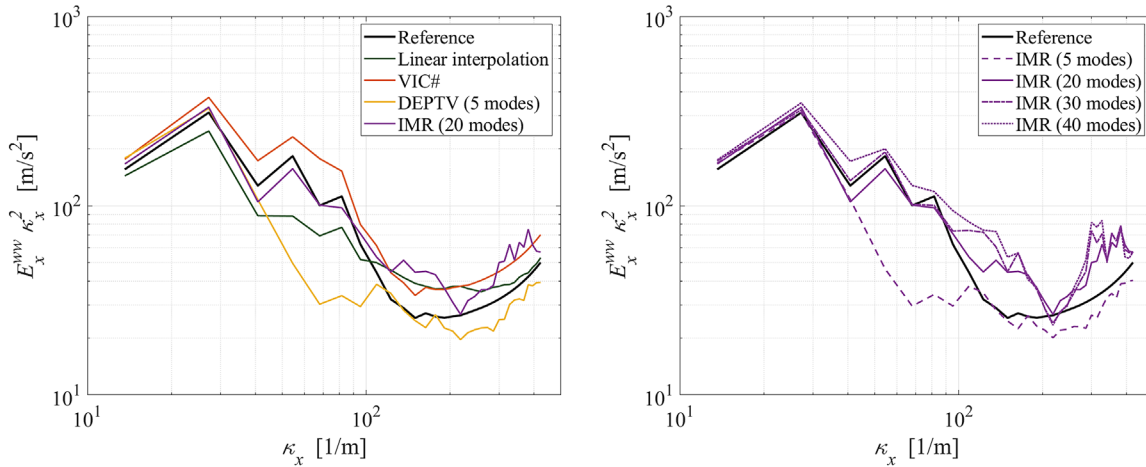 10^3
10^2
10^1
E_x^{ww} κ_x^2 [m/s^2]
Reference
Linear interpolation
VIC#
DEPTV (5 modes)
IMR (20 modes)
10^1
10^2
κ_x [1/m]
10^3
10^2
10^1
E_x^{ww} κ_x^2 [m/s^2]
Reference
IMR (5 modes)
IMR (20 modes)
IMR (30 modes)
IMR (40 modes)
10^1
10^2
κ_x [1/m]